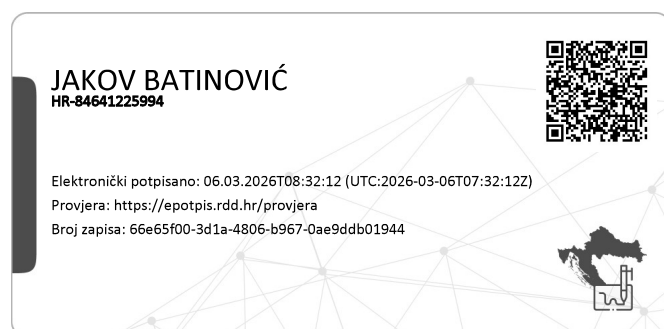 JAKOV BATINOVIĆ
HR-84641225994
Elektronički potpisano: 06.03.2026T08:32:12 (UTC:2026-03-06T07:32:12Z)
Provjera: https://epotpis.rdd.hr/provjera
Broj zapisa: 66e65f00-3d1a-4806-b967-0ae9ddb01944